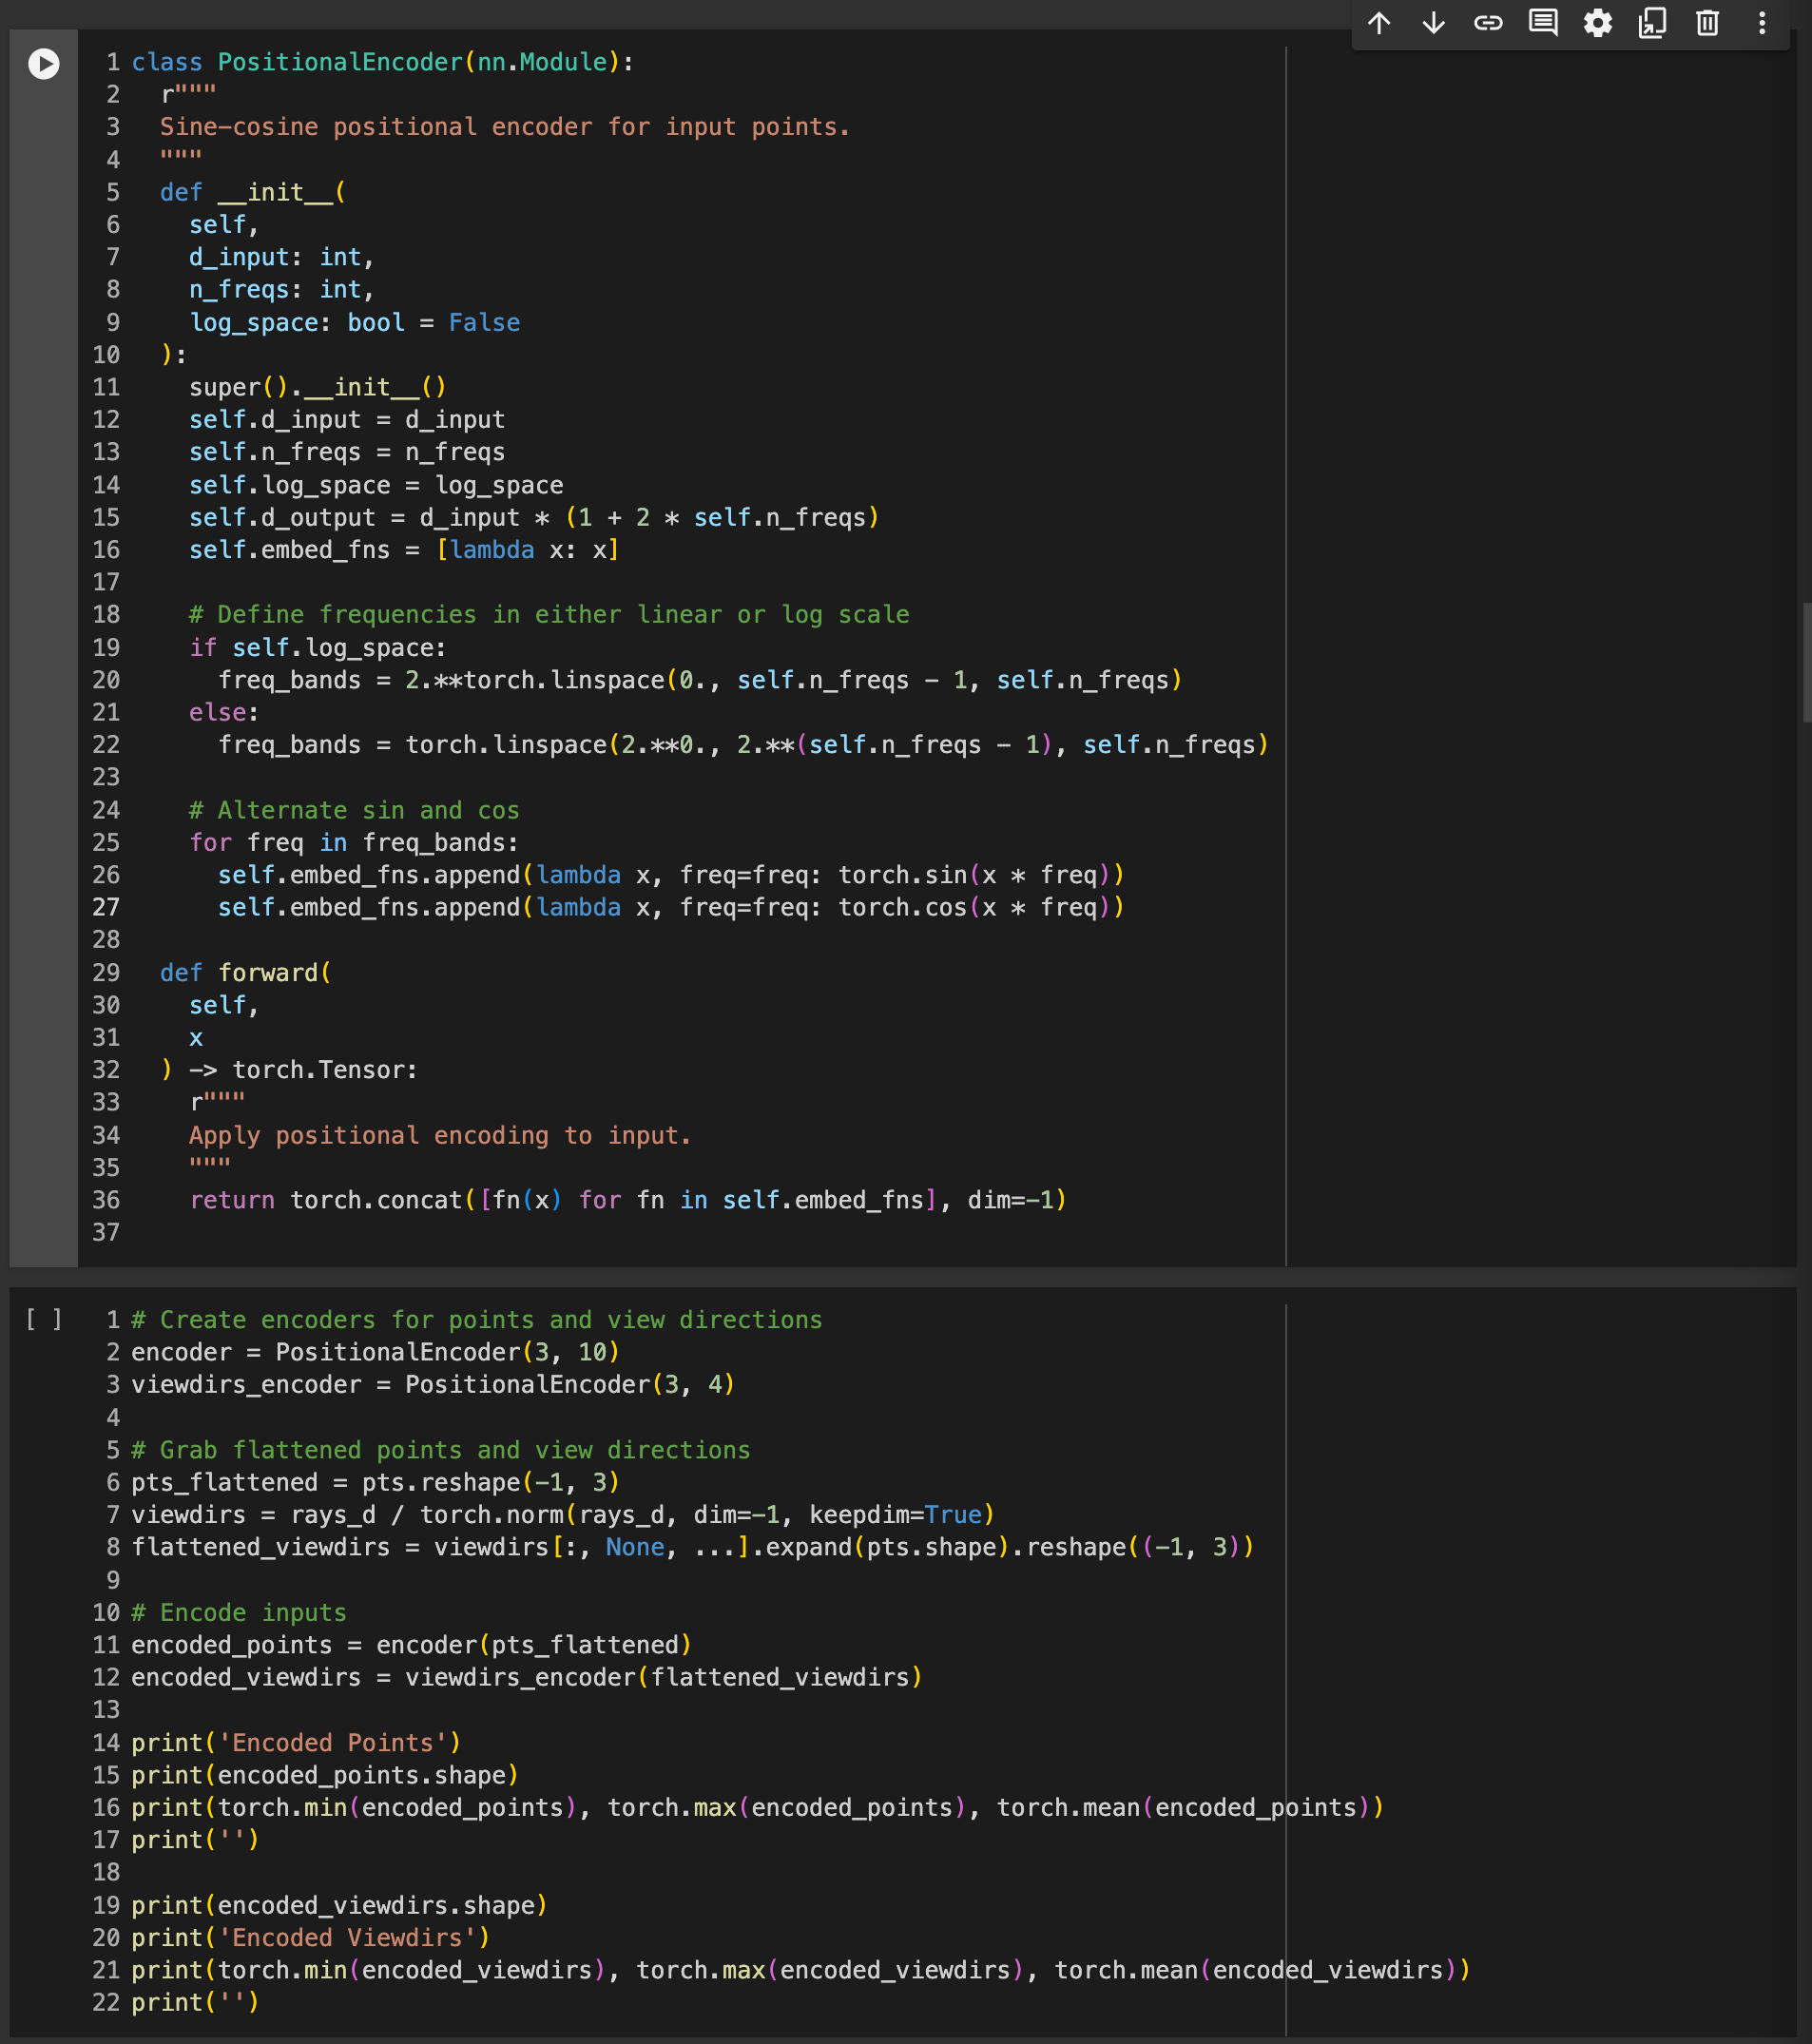 1 class PositionalEncoder(nn.Module):
2   r"""
3   Sine-cosine positional encoder for input points.
4   """
5   def __init__(
6     self,
7     d_input: int,
8     n_freqs: int,
9     log_space: bool = False
10   ):
11     super().__init__()
12     self.d_input = d_input
13     self.n_freqs = n_freqs
14     self.log_space = log_space
15     self.d_output = d_input * (1 + 2 * self.n_freqs)
16     self.embed_fns = [lambda x: x]
17
18     # Define frequencies in either linear or log scale
19     if self.log_space:
20       freq_bands = 2.**torch.linspace(0., self.n_freqs - 1, self.n_freqs)
21     else:
22       freq_bands = torch.linspace(2.**0., 2.**(self.n_freqs - 1), self.n_freqs)
23
24     # Alternate sin and cos
25     for freq in freq_bands:
26       self.embed_fns.append(lambda x, freq=freq: torch.sin(x * freq))
27       self.embed_fns.append(lambda x, freq=freq: torch.cos(x * freq))
28
29   def forward(
30     self,
31     x
32   ) -> torch.Tensor:
33     r"""
34     Apply positional encoding to input.
35     """
36     return torch.concat([fn(x) for fn in self.embed_fns], dim=-1)
37
[ ] 1 # Create encoders for points and view directions
2 encoder = PositionalEncoder(3, 10)
3 viewdirs_encoder = PositionalEncoder(3, 4)
4
5 # Grab flattened points and view directions
6 pts_flattened = pts.reshape(-1, 3)
7 viewdirs = rays_d / torch.norm(rays_d, dim=-1, keepdim=True)
8 flattened_viewdirs = viewdirs[:, None, ...].expand(pts.shape).reshape((-1, 3))
9
10 # Encode inputs
11 encoded_points = encoder(pts_flattened)
12 encoded_viewdirs = viewdirs_encoder(flattened_viewdirs)
13
14 print('Encoded Points')
15 print(encoded_points.shape)
16 print(torch.min(encoded_points), torch.max(encoded_points), torch.mean(encoded_points))
17 print('')
18
19 print(encoded_viewdirs.shape)
20 print('Encoded Viewdirs')
21 print(torch.min(encoded_viewdirs), torch.max(encoded_viewdirs), torch.mean(encoded_viewdirs))
22 print('')